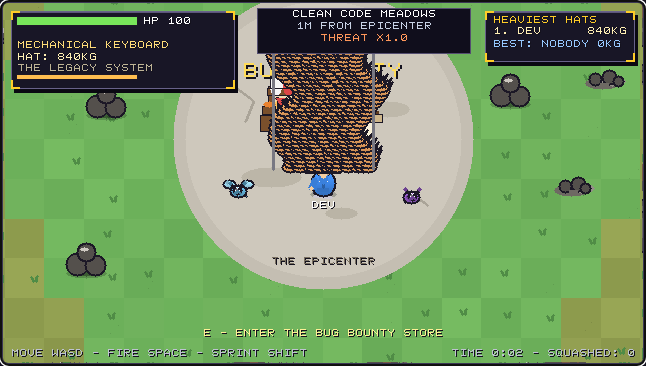 HP 100
MECHANICAL KEYBOARD
HAT: 840KG
THE LEGACY SYSTEM
CLEAN CODE MEADOWS
1M FROM EPICENTER
THREAT X1.0
HEAVIEST HATS
1. DEV 840KG
BEST: NOBODY 0KG
DEV
THE EPICENTER
E - ENTER THE BUG BOUNTY STORE
MOVE WASD - FIRE SPACE - SPRINT SHIFT
TIME 0:02 - SQUASHED: 0